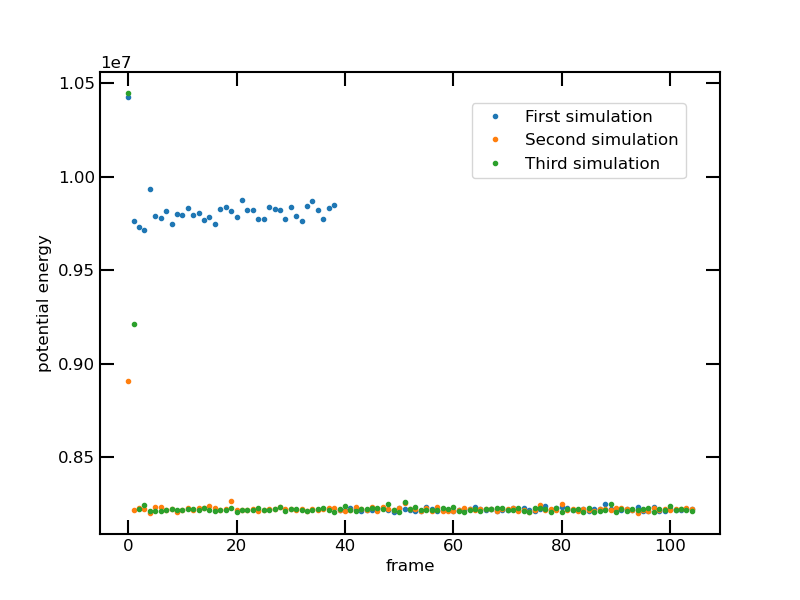 1e7
1.05
1.00
0.95
0.90
0.85
potential energy
First simulation
Second simulation
Third simulation
0 20 40 60 80 100
frame